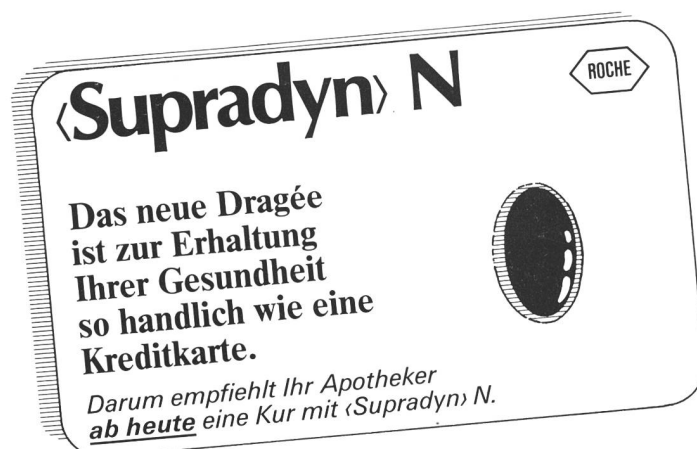 ‹Supradyn› N
ROCHE
Das neue Dragée
ist zur Erhaltung
Ihrer Gesundheit
so handlich wie eine
Kreditkarte.
Darum empfiehlt Ihr Apotheker
ab heute eine Kur mit ‹Supradyn› N.